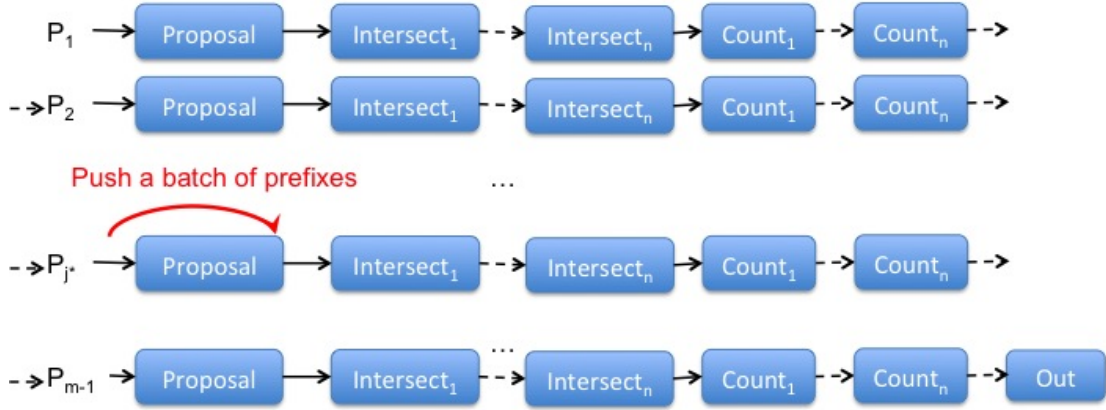 P₁ Proposal Intersect₁ Intersectₙ Count₁ Countₙ
P₂ Proposal Intersect₁ Intersectₙ Count₁ Countₙ
Push a batch of prefixes ...
Pⱼ* Proposal Intersect₁ Intersectₙ Count₁ Countₙ
...
Pₘ₋₁ Proposal Intersect₁ Intersectₙ Count₁ Countₙ Out